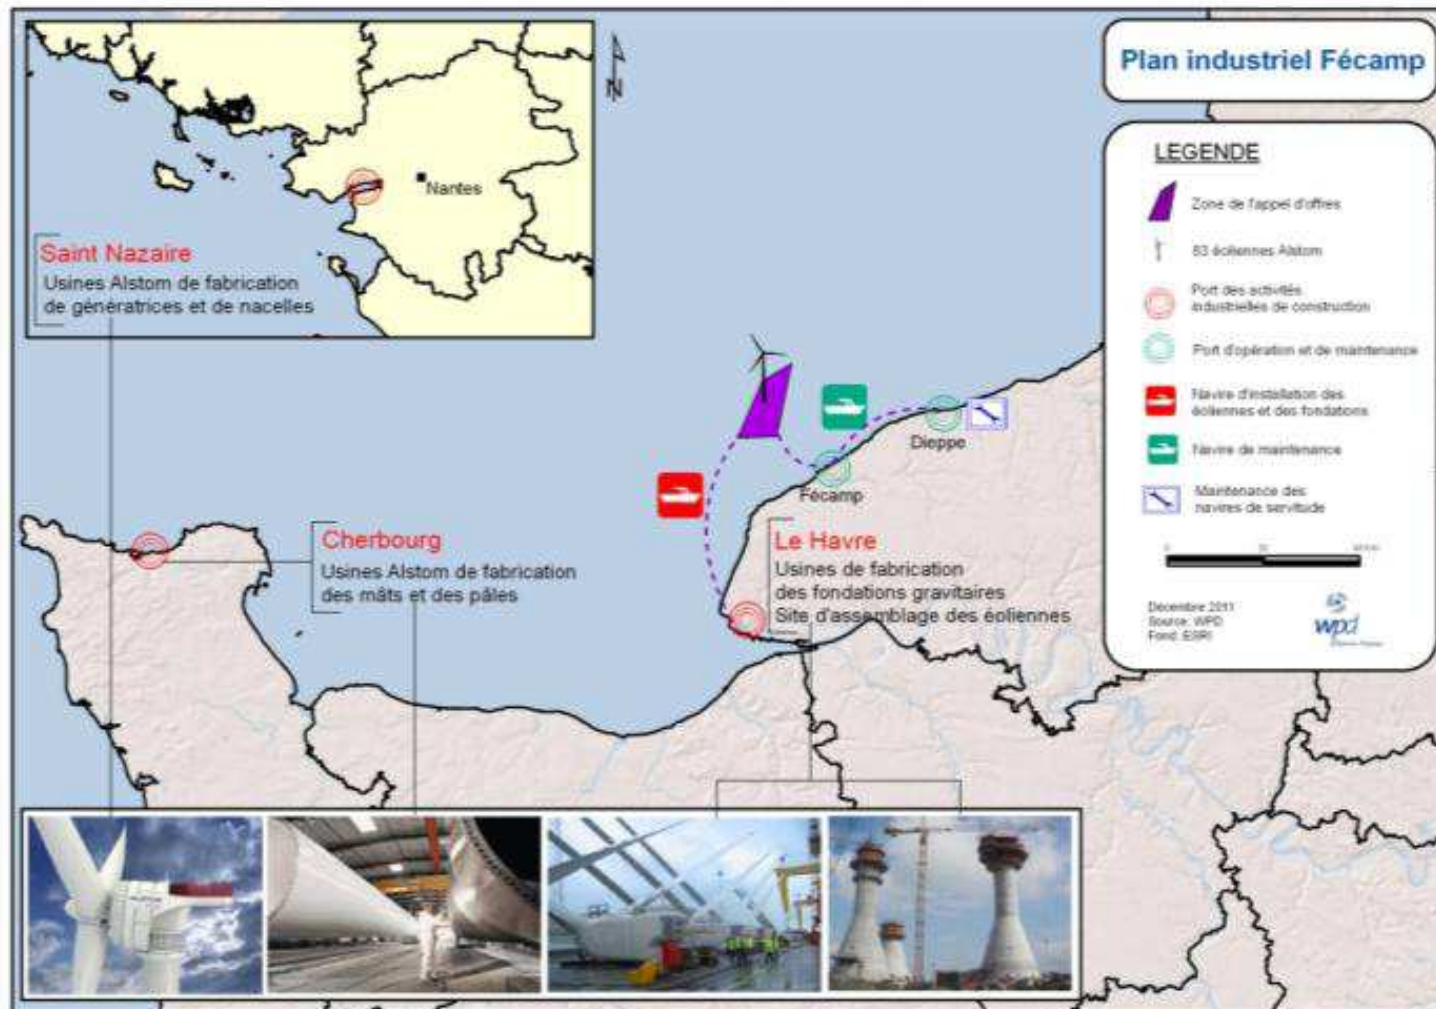 Plan industriel Fécamp
N
Nantes
Saint Nazaire
Usines Alstom de fabrication
de génératrices et de nacelles
LEGENDE
Zone de l'appel d'offres
83 éoliennes Alstom
Port des activités
industrielles de construction
Port d'opération et de maintenance
Navire d'installation des
éoliennes et des fondations
Navire de maintenance
Maintenance des
navires de servitude
Décembre 2011
Source: WPD
Fond: ESRI
wpd
Dieppe
Fécamp
Cherbourg
Usines Alstom de fabrication
des mâts et des pâles
Le Havre
Usines de fabrication
des fondations gravitaires
Site d'assemblage des éoliennes